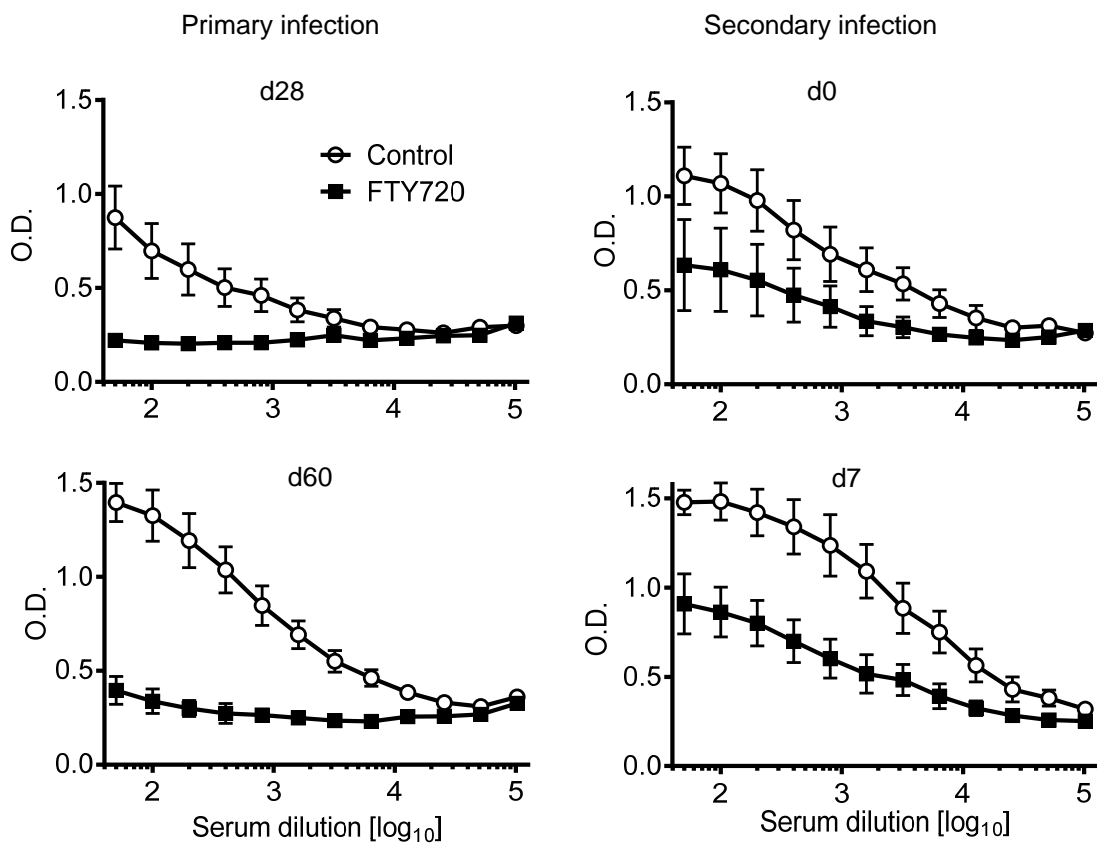 Primary infection
Secondary infection
d28
1.5
1.0
0.5
0.0
O.D.
Control
FTY720
2 3 4 5
d0
1.5
1.0
0.5
0.0
O.D.
2 3 4 5
d60
1.5
1.0
0.5
0.0
O.D.
2 3 4 5
Serum dilution [log10]
d7
1.5
1.0
0.5
0.0
O.D.
2 3 4 5
Serum dilution [log10]